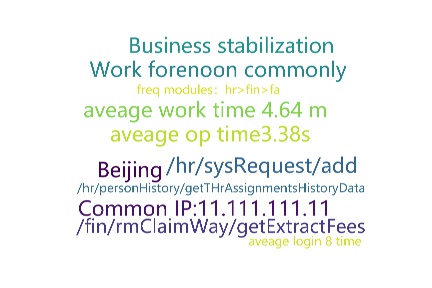 Business stabilization
Work forenoon commonly
freq modules: hr>fin>fa
aveage work time 4.64 m
aveage op time3.38s
Beijing /hr/sysRequest/add
/hr/personHistory/getTHrAssignmentsHistoryData
Common IP:11.111.111.11
/fin/rmClaimWay/getExtractFees
aveage login 8 time